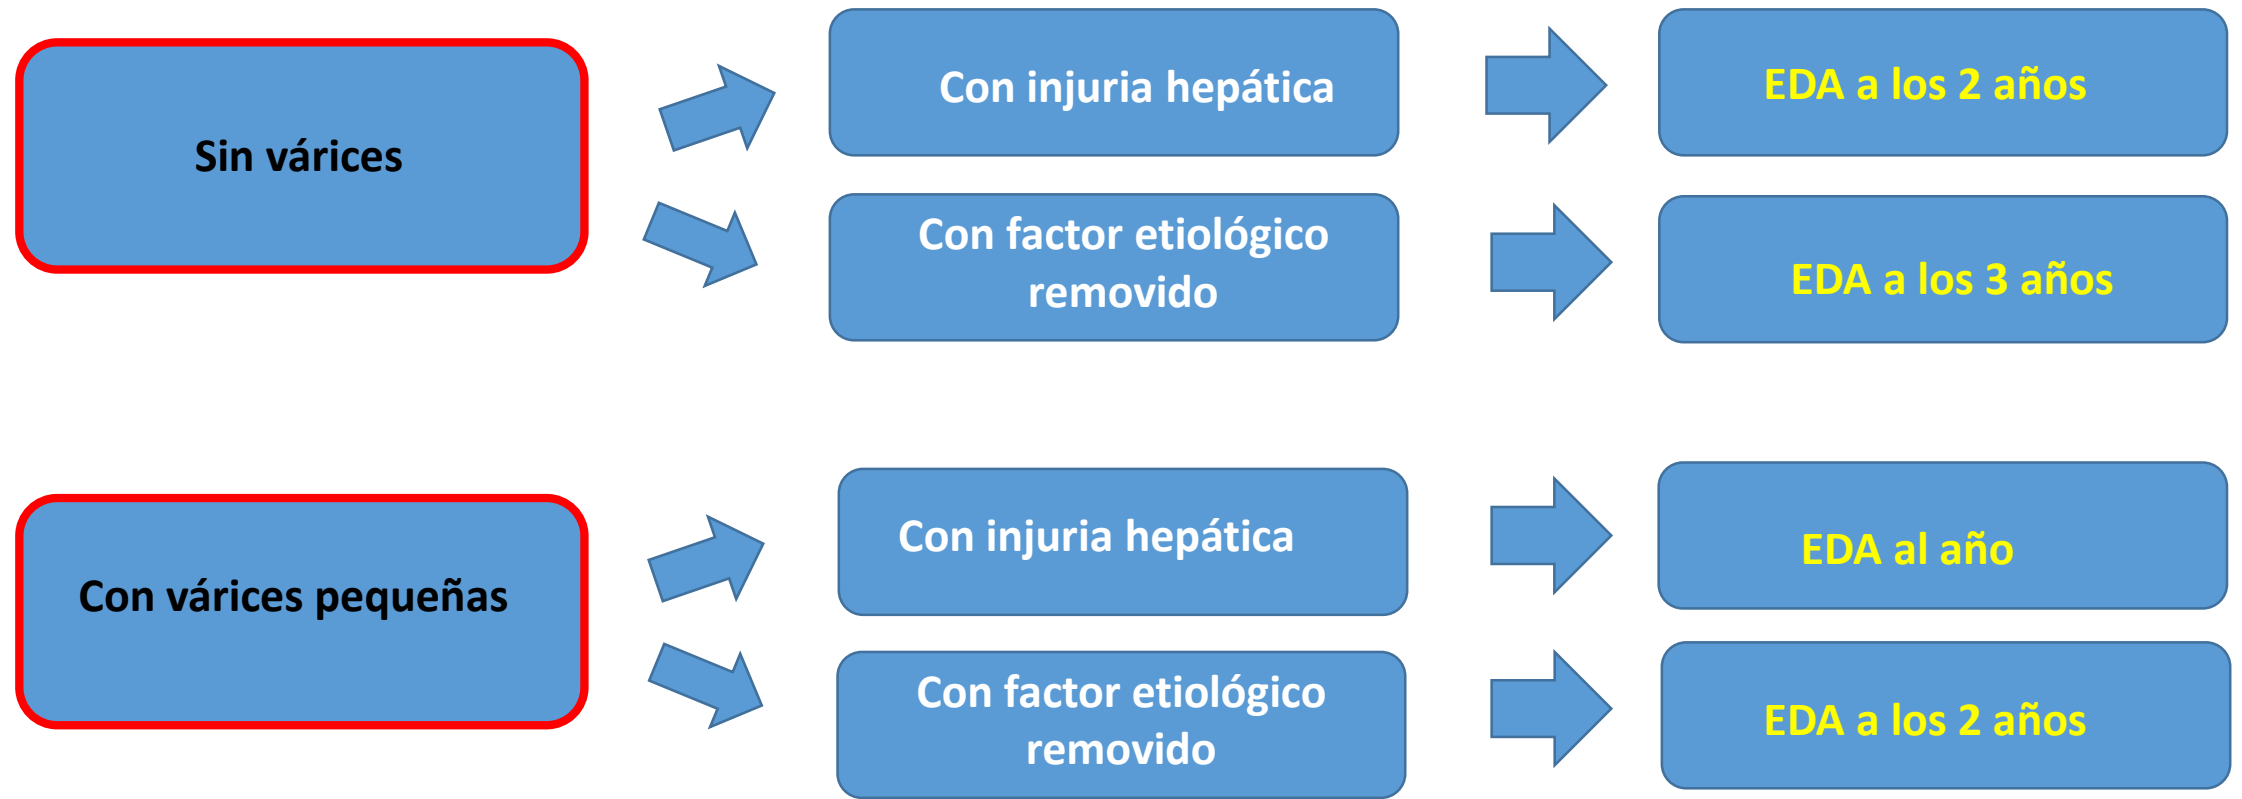 Sin várices
Con injuria hepática
EDA a los 2 años
Con factor etiológico
removido
EDA a los 3 años
Con várices pequeñas
Con injuria hepática
EDA al año
Con factor etiológico
removido
EDA a los 2 años